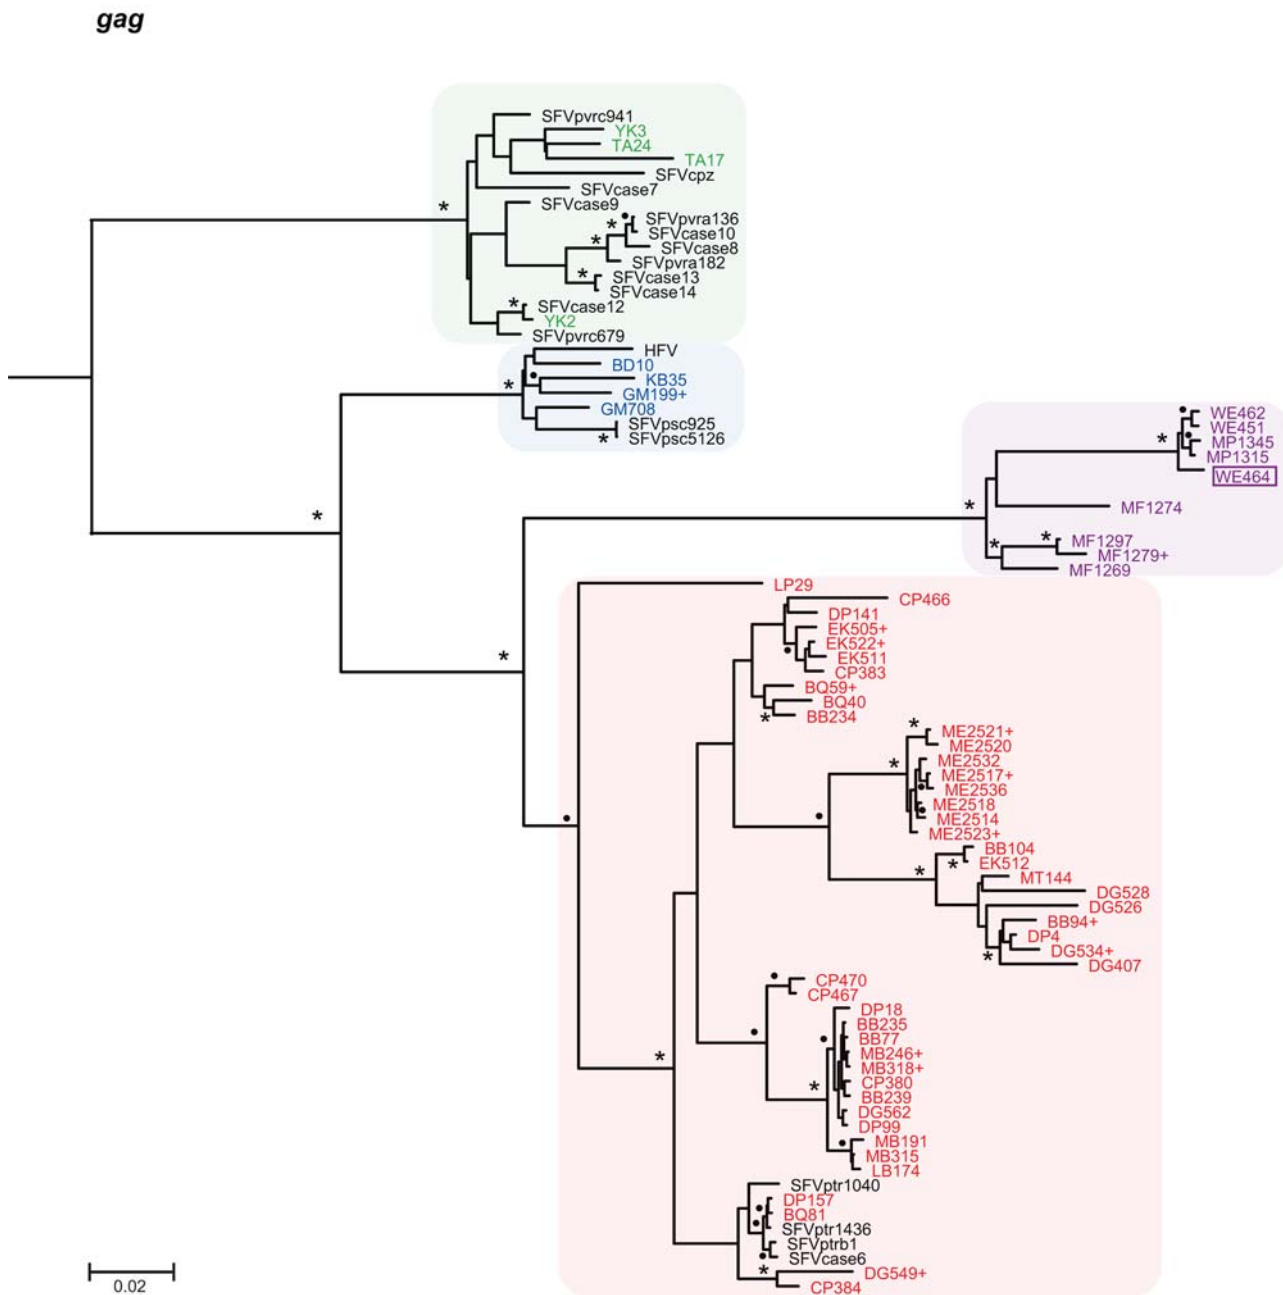 gag
SFVpvrc941
YK3
TA24
TA17
SFVcpz
SFVcase7
SFVcase9
SFVpvra136
SFVcase10
SFVcase8
SFVpvra182
SFVcase13
SFVcase14
SFVcase12
YK2
SFVpvrc679
HFV
BD10
KB35
GM199+
GM708
SFVpsc925
SFVpsc5126
WE462
WE451
MP1345
MP1315
WE464
MF1274
MF1297
MF1279+
MF1269
LP29
CP466
DP141
EK505+
EK522+
EK511
CP383
BQ59+
BQ40
BB234
ME2521+
ME2520
ME2532
ME2517+
ME2536
ME2518
ME2514
ME2523+
BB104
EK512
MT144
DG528
DG526
BB94+
DP4
DG534+
DG407
CP470
CP467
DP18
BB235
BB77
MB246+
MB318+
CP380
BB239
DG562
DP99
MB191
MB315
LB174
SFVptr1040
DP157
BQ81
SFVptr1436
SFVptrb1
SFVcase6
DG549+
CP384
0.02